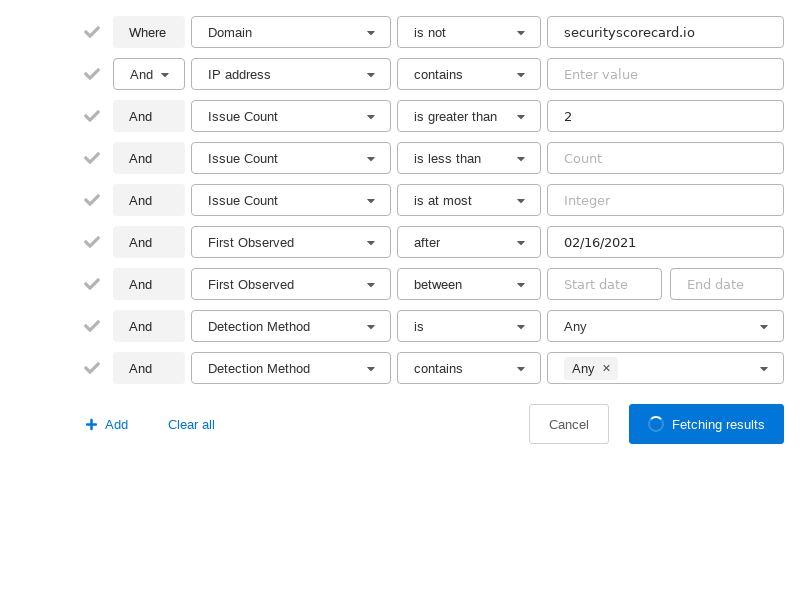 Where Domain is not securityscorecard.io
And IP address contains Enter value
And Issue Count is greater than 2
And Issue Count is less than Count
And Issue Count is at most Integer
And First Observed after 02/16/2021
And First Observed between Start date End date
And Detection Method is Any
And Detection Method contains Any ×
+ Add Clear all Cancel Fetching results